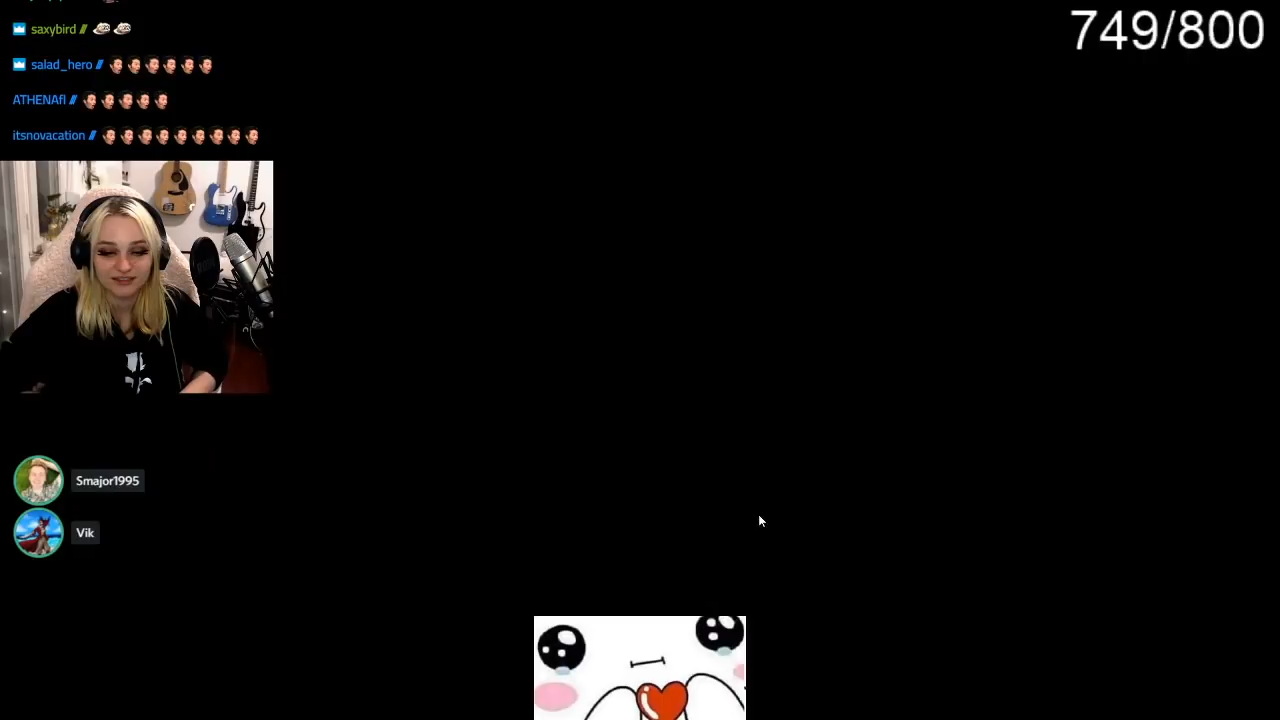 749/800
saxybird //
salad_hero //
ATHENAfl //
itsnovacation //
Smajor1995
Vik